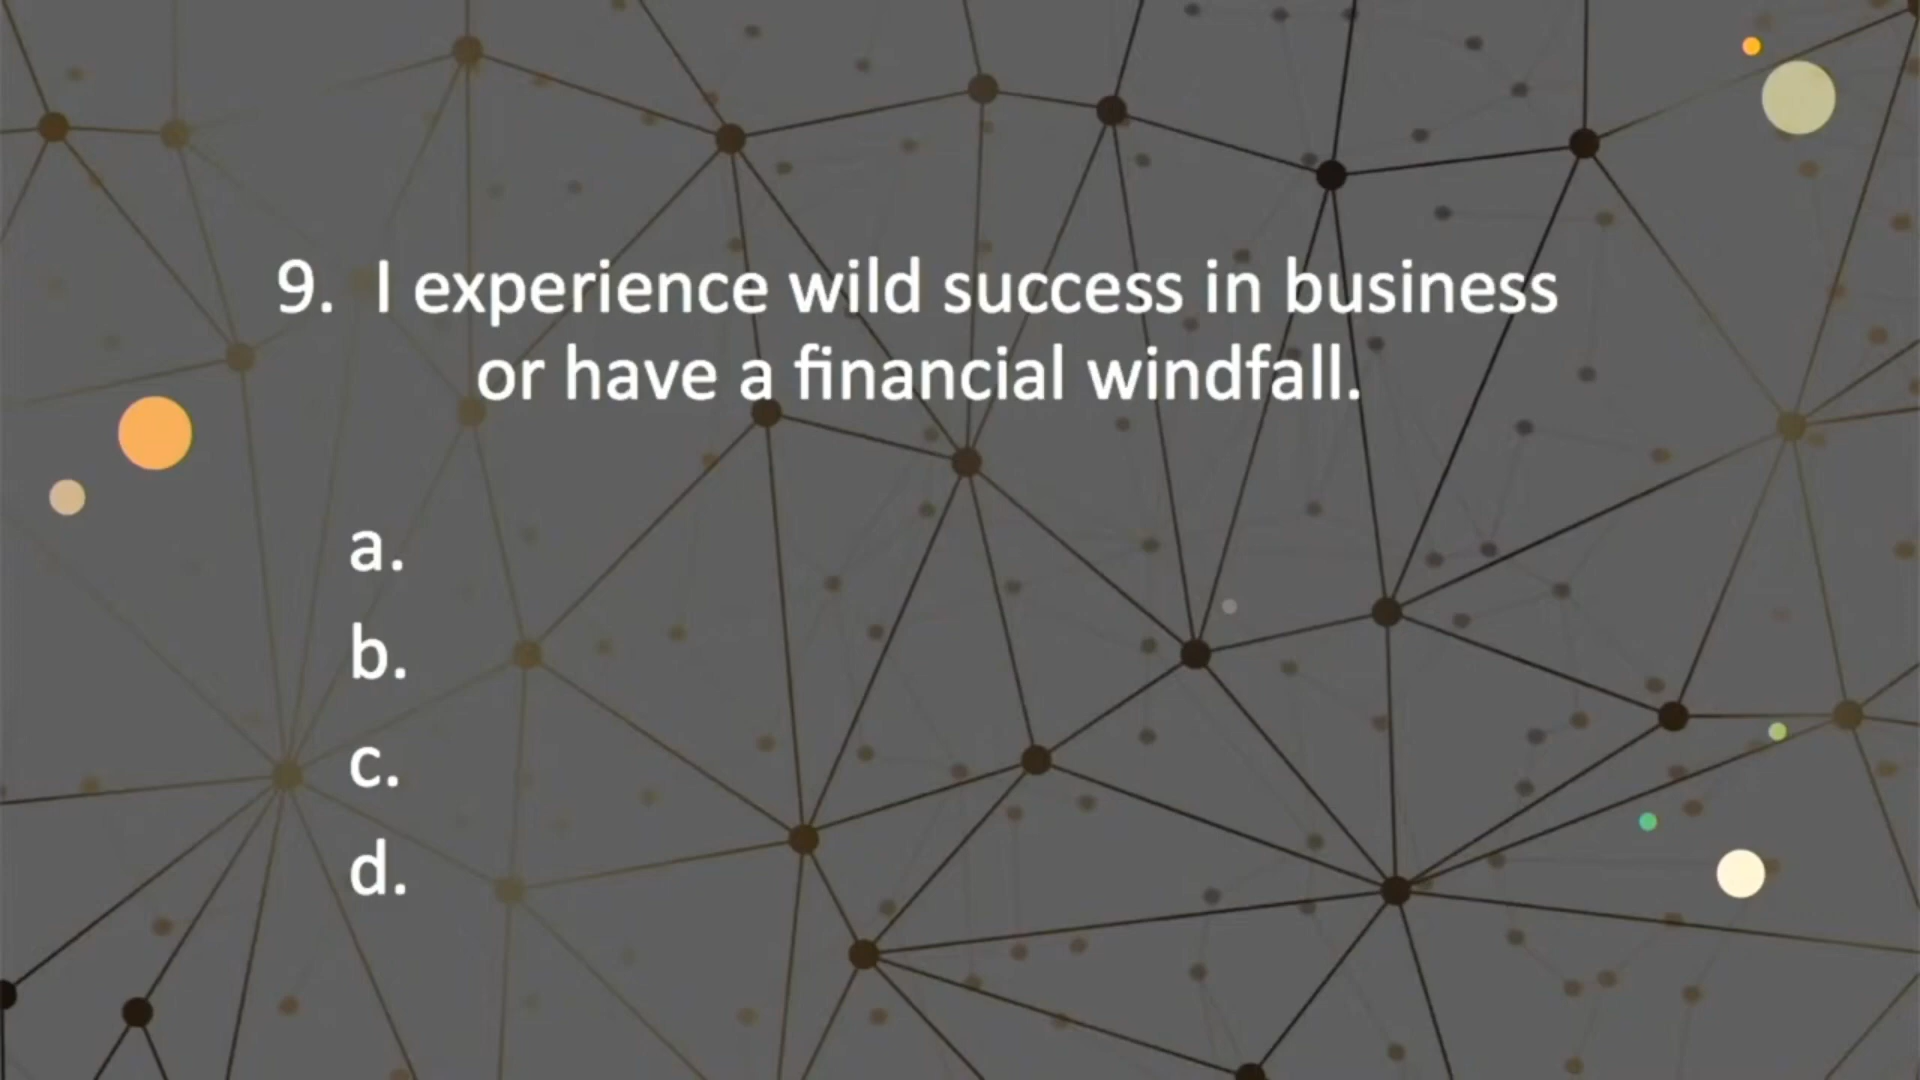 9. I experience wild success in business
or have a financial windfall.
a.
b.
c.
d.